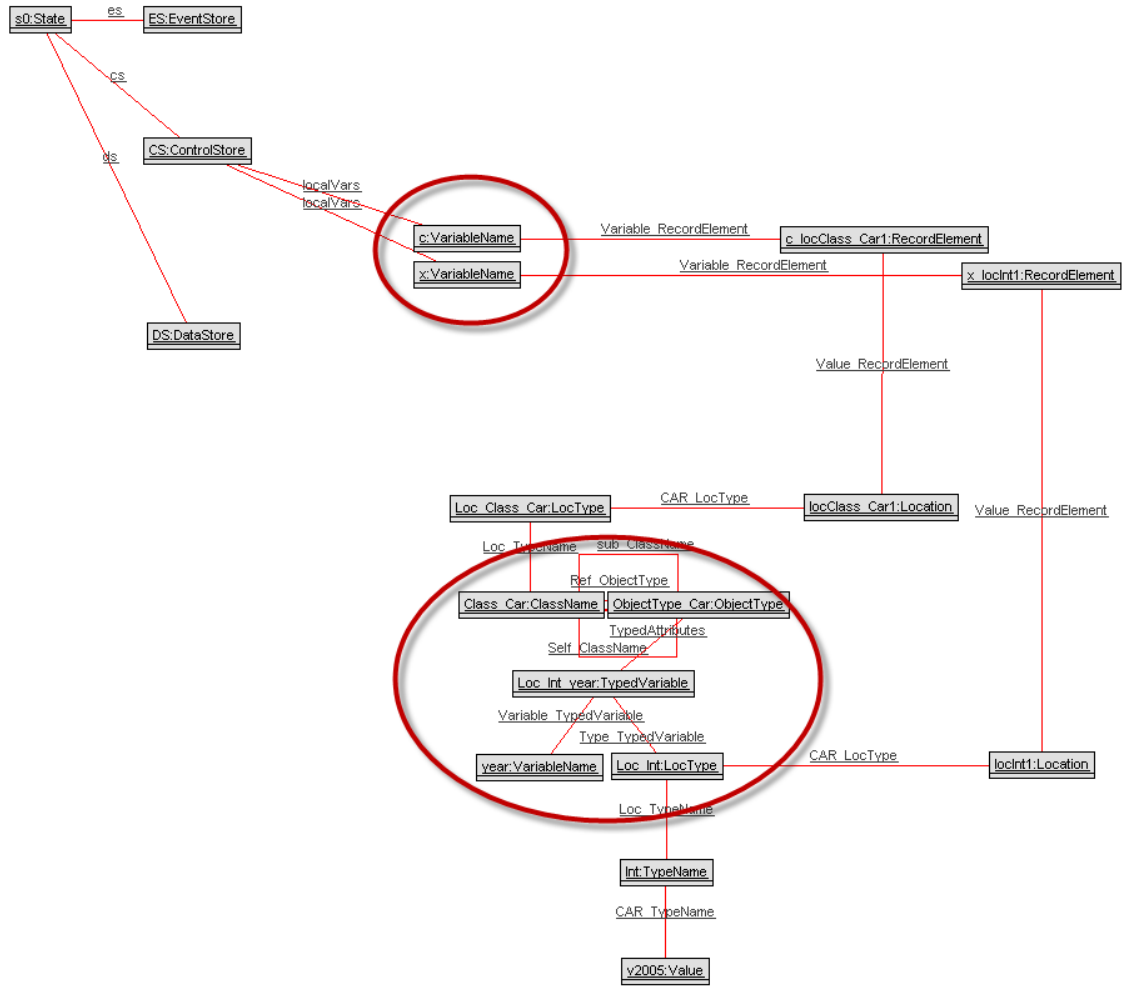 s0:State
es
ES:EventStore
cs
CS:ControlStore
ds
localVars
localVars
c:VariableName
Variable_RecordElement
c_locClass_Car1:RecordElement
x:VariableName
Variable_RecordElement
x_locInt1:RecordElement
DS:DataStore
Value_RecordElement
Loc_Class_Car:LocType
CAR_LocType
locClass_Car1:Location
Value_RecordElement
Loc_TypeName
sub_ClassName
Ref_ObjectType
Class_Car:ClassName
ObjectType_Car:ObjectType
TypedAttributes
Self_ClassName
Loc_Int_year:TypedVariable
Variable_TypedVariable
Type_TypedVariable
year:VariableName
Loc_Int:LocType
CAR_LocType
locInt1:Location
Loc_TypeName
Int:TypeName
CAR_TypeName
v2005:Value